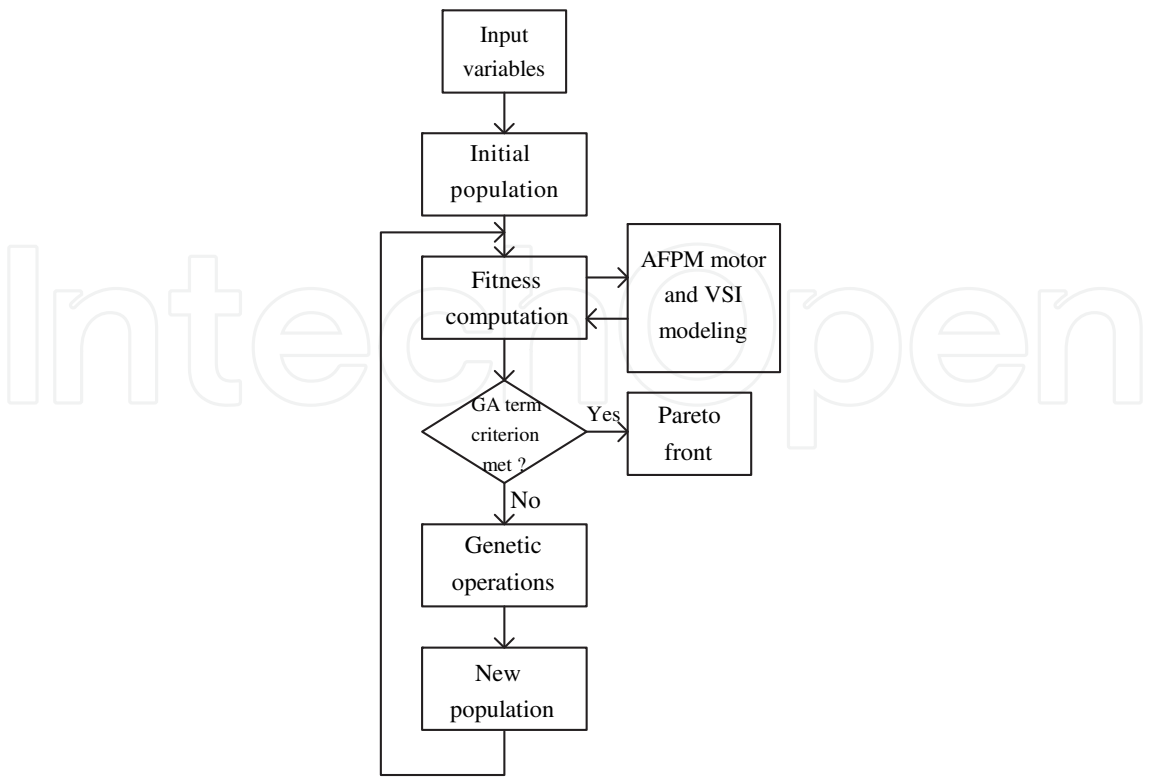 Input
variables
Initial
population
Fitness
computation
AFPM motor
and VSI
modeling
GA term
criterion
met ?
Yes
Pareto
front
No
Genetic
operations
New
population
IntechOpen